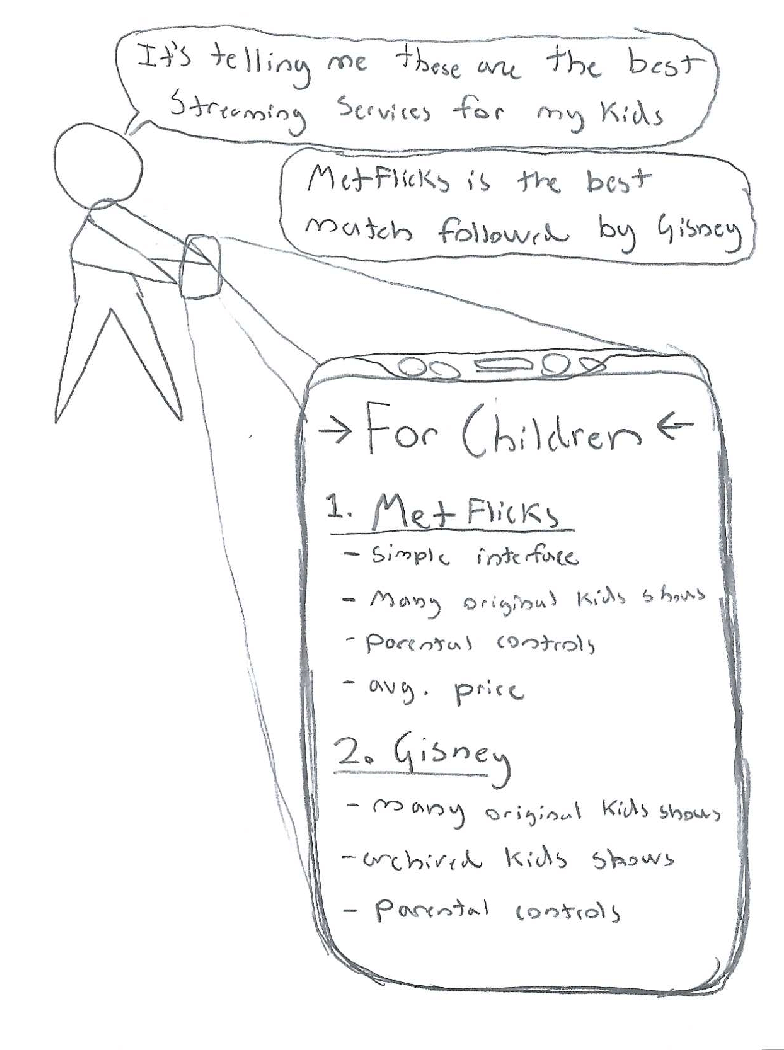 It's telling me these are the best
Streaming Services for my Kids
MetFlicks is the best
match followed by Gisney
→ For Children ←
1. MetFlicks
- Simple interface
- Many original Kids shows
- Parental controls
- avg. price
2. Gisney
- many original Kids shows
- archived Kids shows
- Parental controls